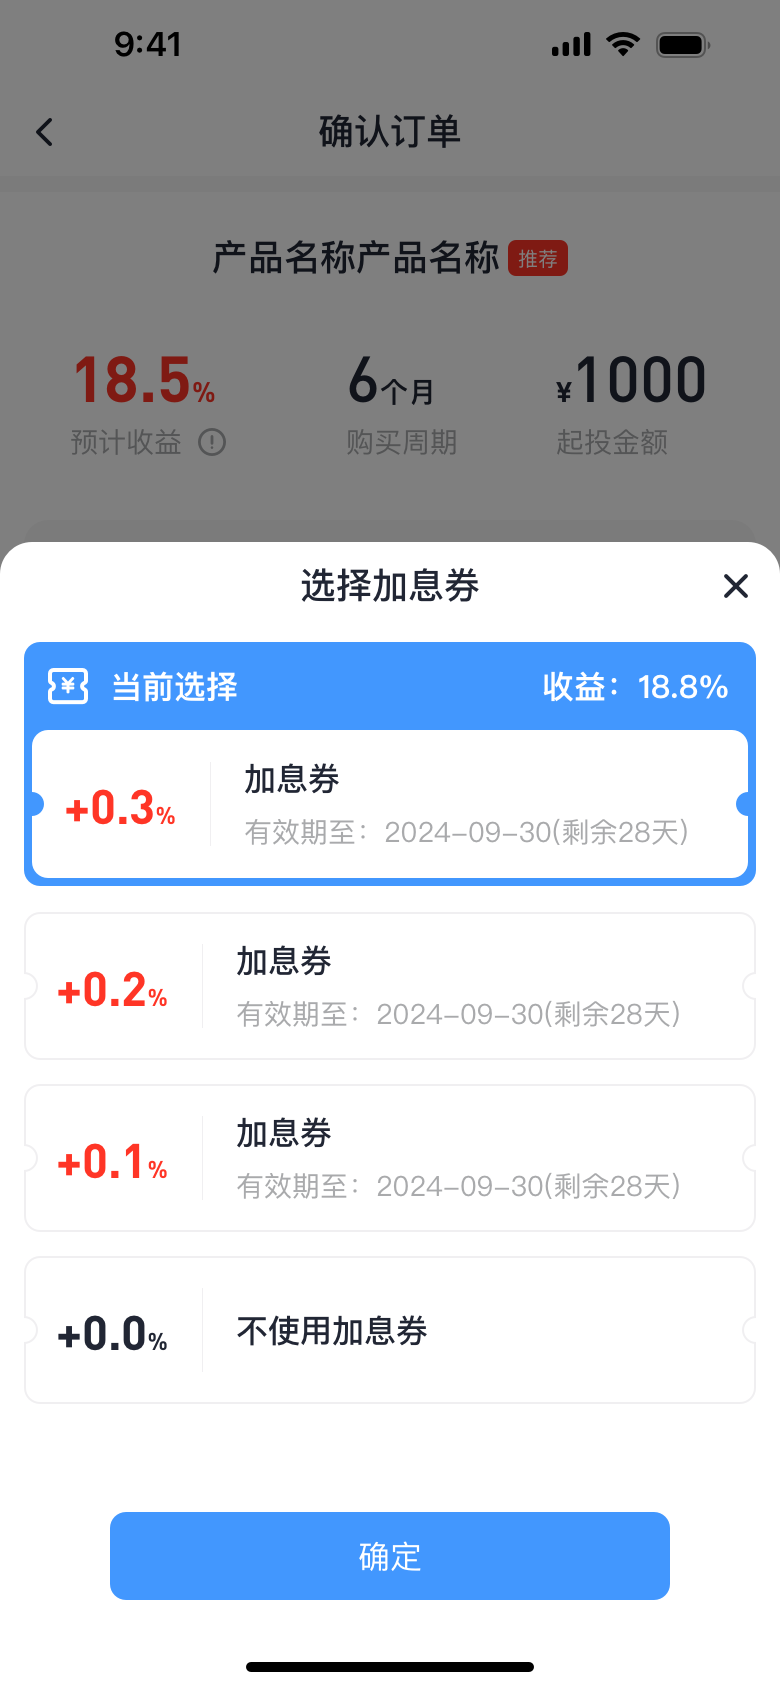 9:41
确认订单
产品名称产品名称 推荐
18.5% 6个月 ¥1000
预计收益 购买周期 起投金额
选择加息券
当前选择 收益：18.8%
+0.3% 加息券
有效期至：2024-09-30(剩余28天)
+0.2% 加息券
有效期至：2024-09-30(剩余28天)
+0.1% 加息券
有效期至：2024-09-30(剩余28天)
+0.0% 不使用加息券
确定